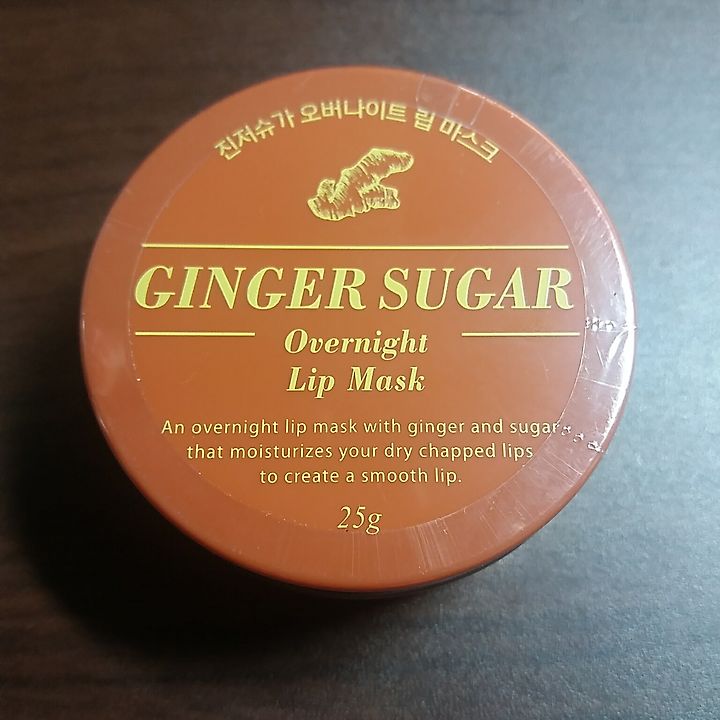 진저슈가 오버나이트 립 마스크
GINGER SUGAR
Overnight
Lip Mask
An overnight lip mask with ginger and sugar
that moisturizes your dry chapped lips
to create a smooth lip.
25g